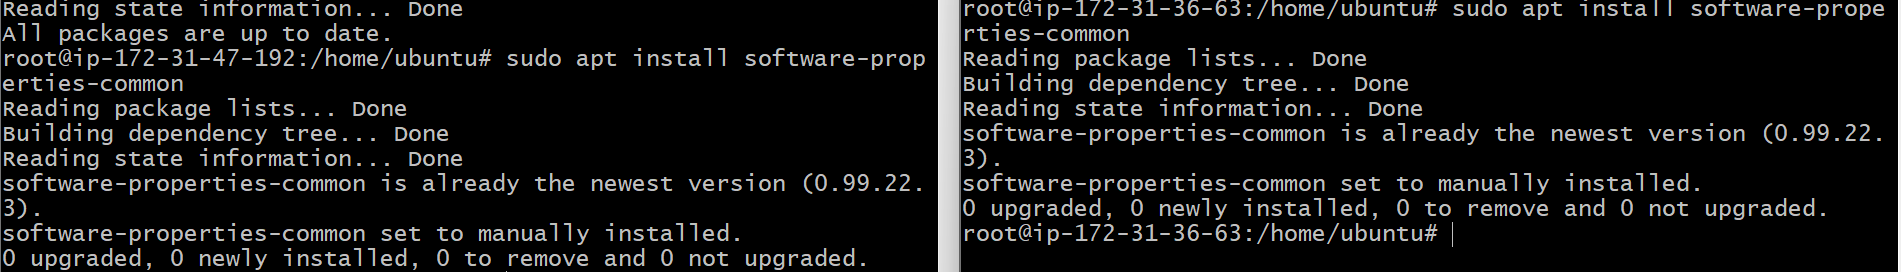 Reading state information... Done
All packages are up to date.
root@ip-172-31-47-192:/home/ubuntu# sudo apt install software-prop
erties-common
Reading package lists... Done
Building dependency tree... Done
Reading state information... Done
software-properties-common is already the newest version (0.99.22.
3).
software-properties-common set to manually installed.
0 upgraded, 0 newly installed, 0 to remove and 0 not upgraded.
root@ip-172-31-36-63:/home/ubuntu# sudo apt install software-prope
rties-common
Reading package lists... Done
Building dependency tree... Done
Reading state information... Done
software-properties-common is already the newest version (0.99.22.
3).
software-properties-common set to manually installed.
0 upgraded, 0 newly installed, 0 to remove and 0 not upgraded.
root@ip-172-31-36-63:/home/ubuntu#